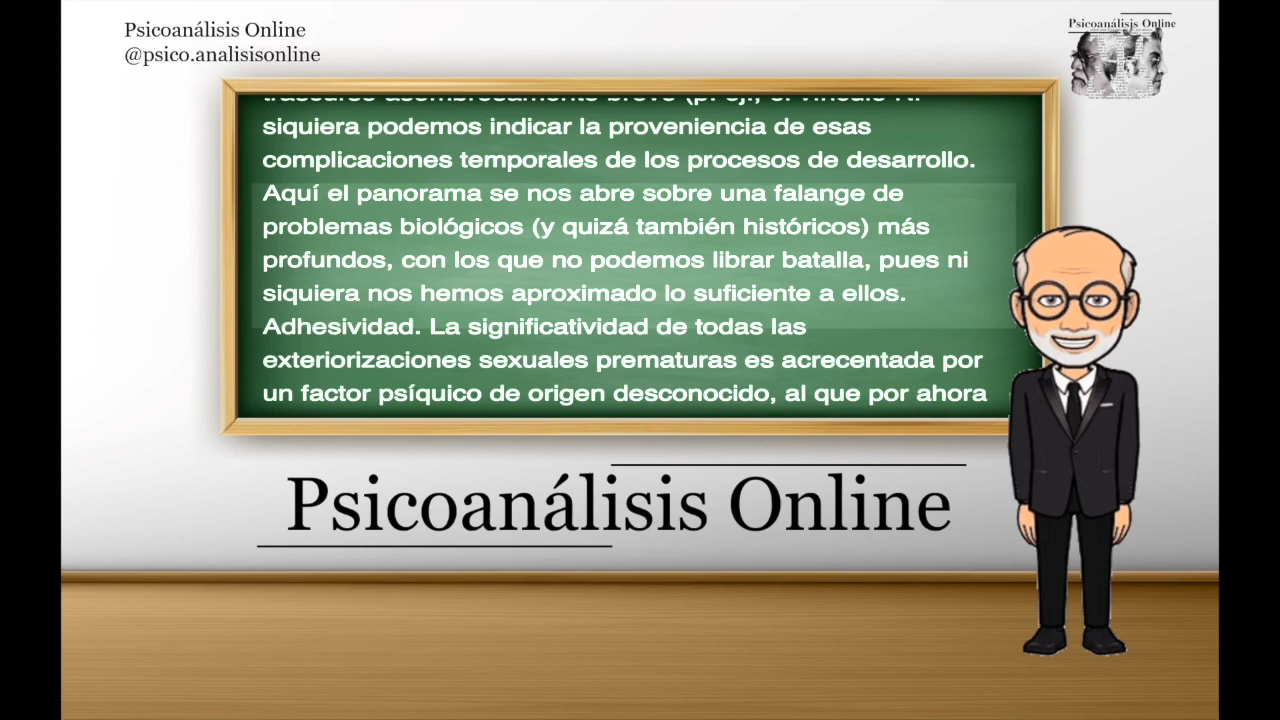 Psicoanálisis Online
@psico.analisisonline
Psicoanálisis Online
siquiera podemos indicar la proveniencia de esas
complicaciones temporales de los procesos de desarrollo.
Aquí el panorama se nos abre sobre una falange de
problemas biológicos (y quizá también históricos) más
profundos, con los que no podemos librar batalla, pues ni
siquiera nos hemos aproximado lo suficiente a ellos.
Adhesividad. La significatividad de todas las
exteriorizaciones sexuales prematuras es acrecentada por
un factor psíquico de origen desconocido, al que por ahora
Psicoanálisis Online